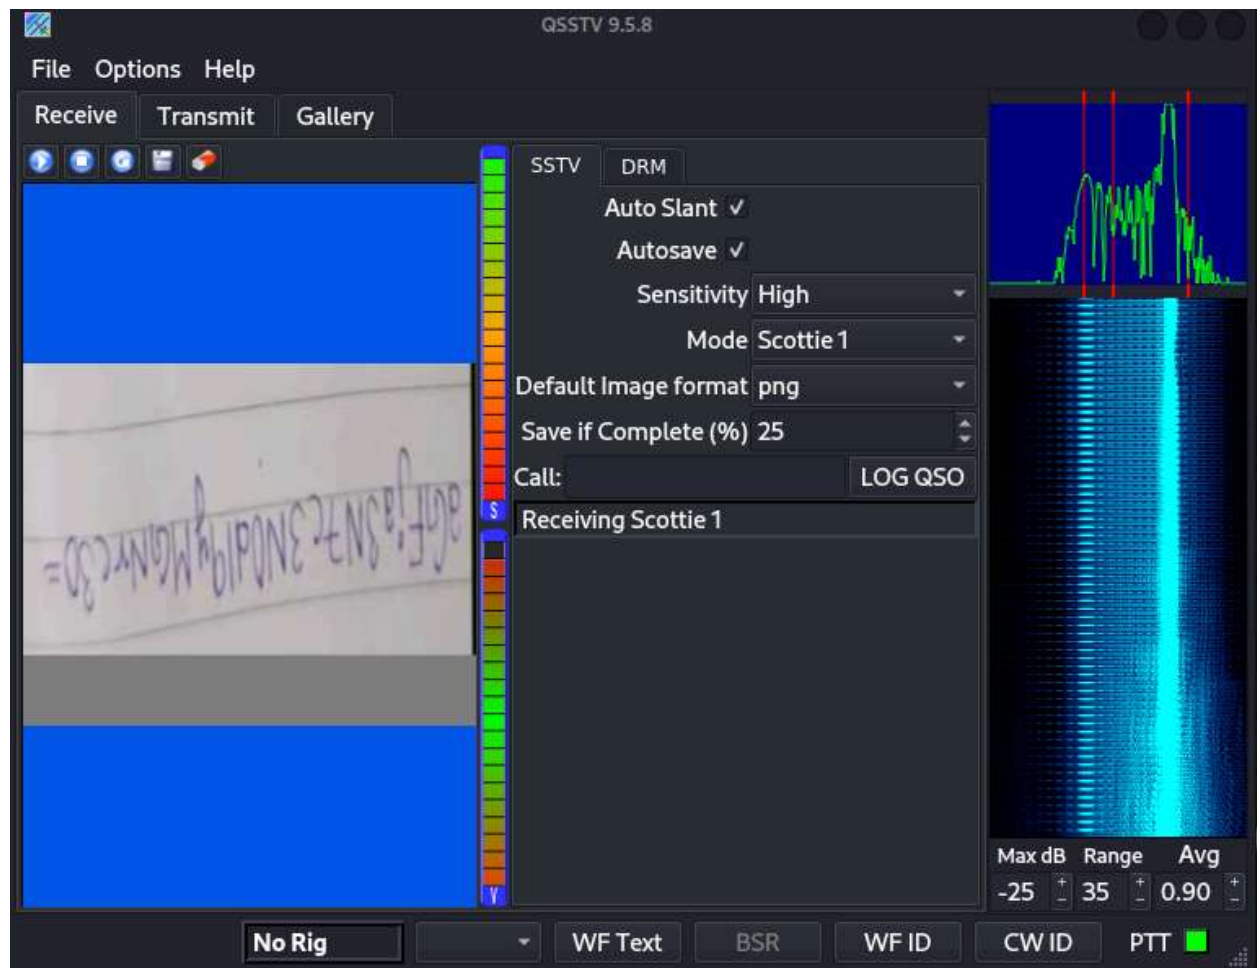 QSSTV 9.5.8
File Options Help
Receive Transmit Gallery
SSTV DRM
Auto Slant
Autosave
Sensitivity High
Mode Scottie 1
Default Image format png
Save if Complete (%) 25
Call: LOG QSO
Receiving Scottie 1
aGFja3N7c3N0dl9yMGNrc30=
S
V
Max dB Range Avg
-25 35 0.90
No Rig WF Text BSR WF ID CW ID PTT